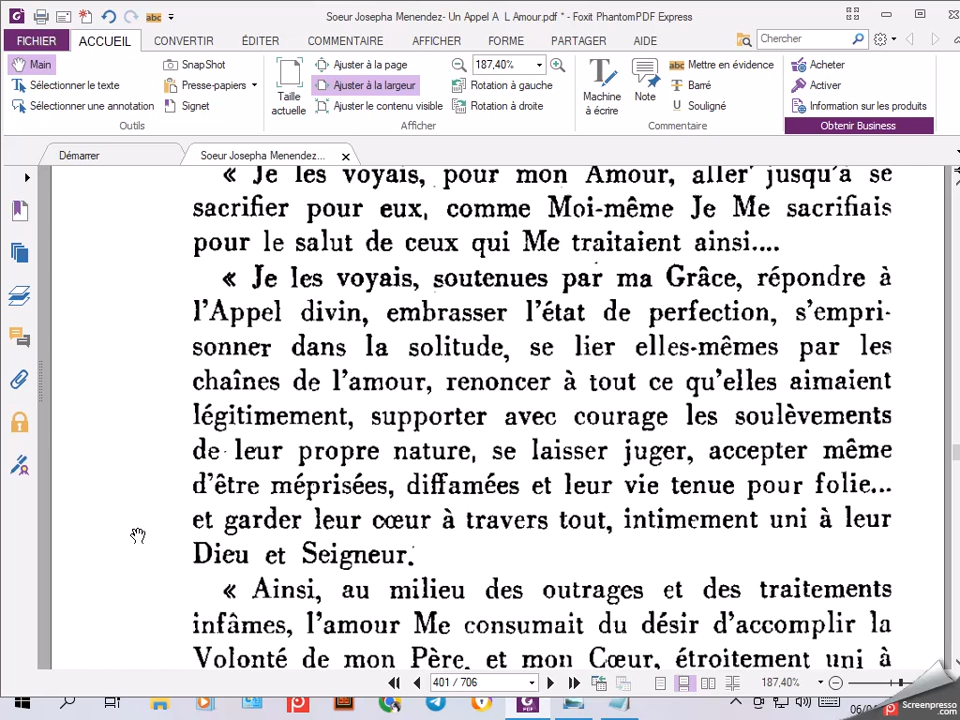 Soeur Josepha Menendez- Un Appel A L Amour.pdf * - Foxit PhantomPDF Express
FICHIER ACCUEIL CONVERTIR ÉDITER COMMENTAIRE AFFICHER FORME PARTAGER AIDE Chercher
Main SnapShot Ajuster à la page 187,40% abc Mettre en évidence Acheter
Sélectionner le texte Presse-papiers Ajuster à la largeur Rotation à gauche Barré Activer
Sélectionner une annotation Signet Taille actuelle Ajuster le contenu visible Rotation à droite Machine à écrire Note Souligné Information sur les produits
Outils Afficher Commentaire Obtenir Business
Démarrer Soeur Josepha Menendez...
« Je les voyais, pour mon Amour, aller jusqu'à se
sacrifier pour eux, comme Moi-même Je Me sacrifiais
pour le salut de ceux qui Me traitaient ainsi....
« Je les voyais, soutenues par ma Grâce, répondre à
l'Appel divin, embrasser l'état de perfection, s'empri-
sonner dans la solitude, se lier elles-mêmes par les
chaînes de l'amour, renoncer à tout ce qu'elles aimaient
légitimement, supporter avec courage les soulèvements
de leur propre nature, se laisser juger, accepter même
d'être méprisées, diffamées et leur vie tenue pour folie...
et garder leur cœur à travers tout, intimement uni à leur
Dieu et Seigneur.
« Ainsi, au milieu des outrages et des traitements
infâmes, l'amour Me consumait du désir d'accomplir la
Volonté de mon Père, et mon Cœur, étroitement uni à
401 / 706 187,40%
Screenpresso
.com